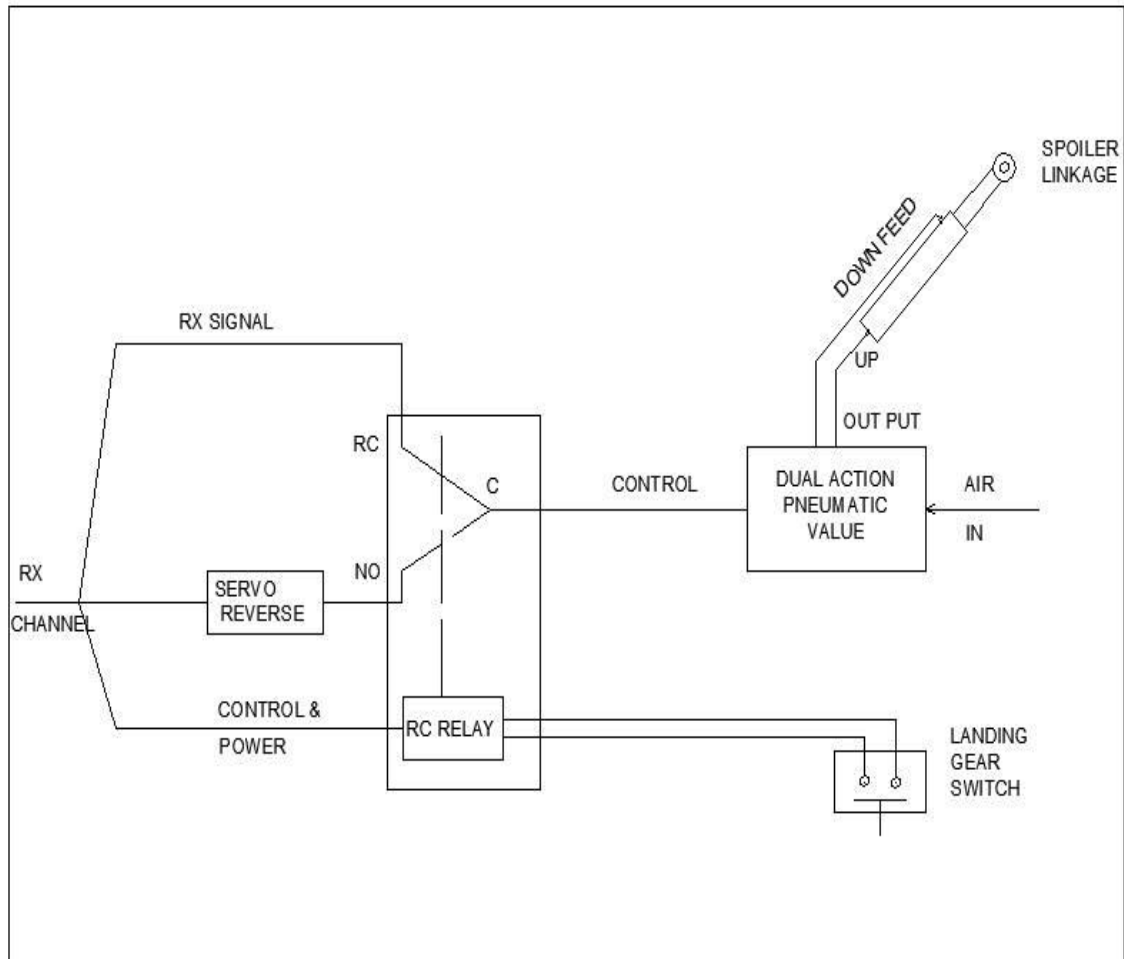 SPOILER
LINKAGE
DOWN FEED
RX SIGNAL
UP
OUT PUT
RC
C
CONTROL
DUAL ACTION
PNEUMATIC
VALUE
AIR
IN
NO
RX
CHANNEL
SERVO
REVERSE
CONTROL &
POWER
RC RELAY
LANDING
GEAR
SWITCH